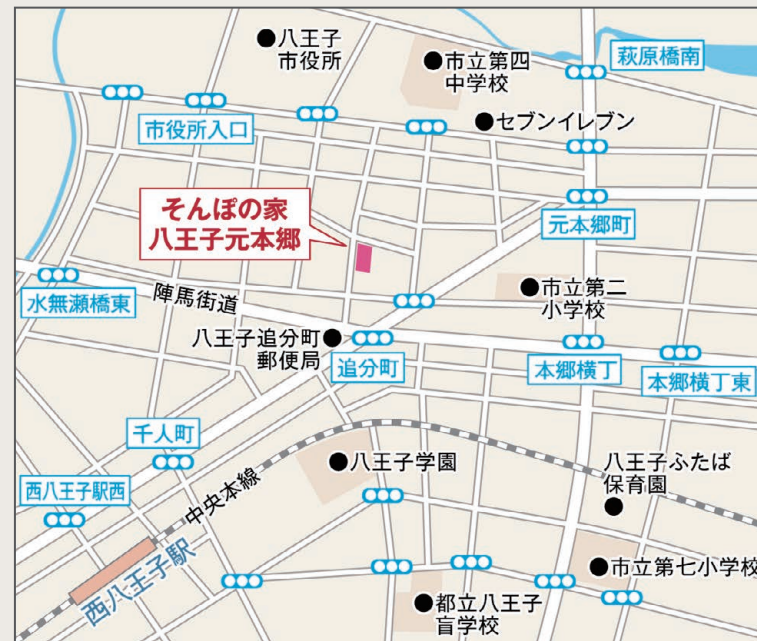 八王子
市役所
市立第四
中学校
萩原橋南
市役所入口
セブンイレブン
そんぽの家
八王子元本郷
元本郷町
水無瀬橋東
陣馬街道
市立第二
小学校
八王子追分町
郵便局
追分町
本郷横丁
本郷横丁東
千人町
八王子学園
八王子ふたば
保育園
西八王子駅西
中央本線
西八王子駅
市立第七小学校
都立八王子
盲学校